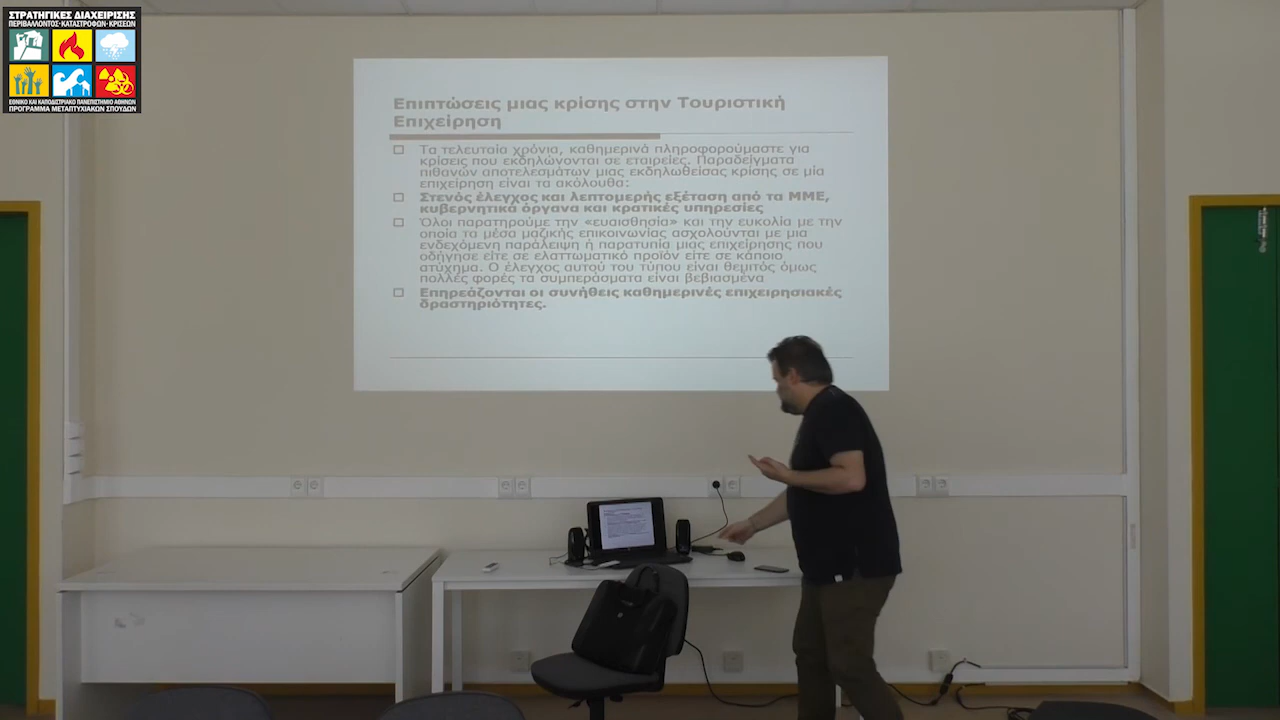 ΣΤΡΑΤΗΓΙΚΕΣ ΔΙΑΧΕΙΡΙΣΗΣ
ΠΕΡΙΒΑΛΛΟΝΤΟΣ·ΚΑΤΑΣΤΡΟΦΩΝ·ΚΡΙΣΕΩΝ
ΕΘΝΙΚΟ ΚΑΙ ΚΑΠΟΔΙΣΤΡΙΑΚΟ ΠΑΝΕΠΙΣΤΗΜΙΟ ΑΘΗΝΩΝ
ΠΡΟΓΡΑΜΜΑ ΜΕΤΑΠΤΥΧΙΑΚΩΝ ΣΠΟΥΔΩΝ
Επιπτώσεις μιας κρίσης στην Τουριστική
Επιχείρηση
Τα τελευταία χρόνια, καθημερινά πληροφορούμαστε για
κρίσεις που εκδηλώνονται σε εταιρείες. Παραδείγματα
πιθανών αποτελεσμάτων μιας εκδηλωθείσας κρίσης σε μία
επιχείρηση είναι τα ακόλουθα:
Στενός έλεγχος και λεπτομερής εξέταση από τα ΜΜΕ,
κυβερνητικά όργανα και κρατικές υπηρεσίες
Όλοι παρατηρούμε την «ευαισθησία» και την ευκολία με την
οποία τα μέσα μαζικής επικοινωνίας ασχολούνται με μια
ενδεχόμενη παράλειψη ή παρατυπία μιας επιχείρησης που
οδήγησε είτε σε ελαττωματικό προϊόν είτε σε κάποιο
ατύχημα. Ο έλεγχος αυτού του τύπου είναι θεμιτός όμως
πολλές φορές τα συμπεράσματα είναι βεβιασμένα
Επηρεάζονται οι συνήθεις καθημερινές επιχειρησιακές
δραστηριότητες.